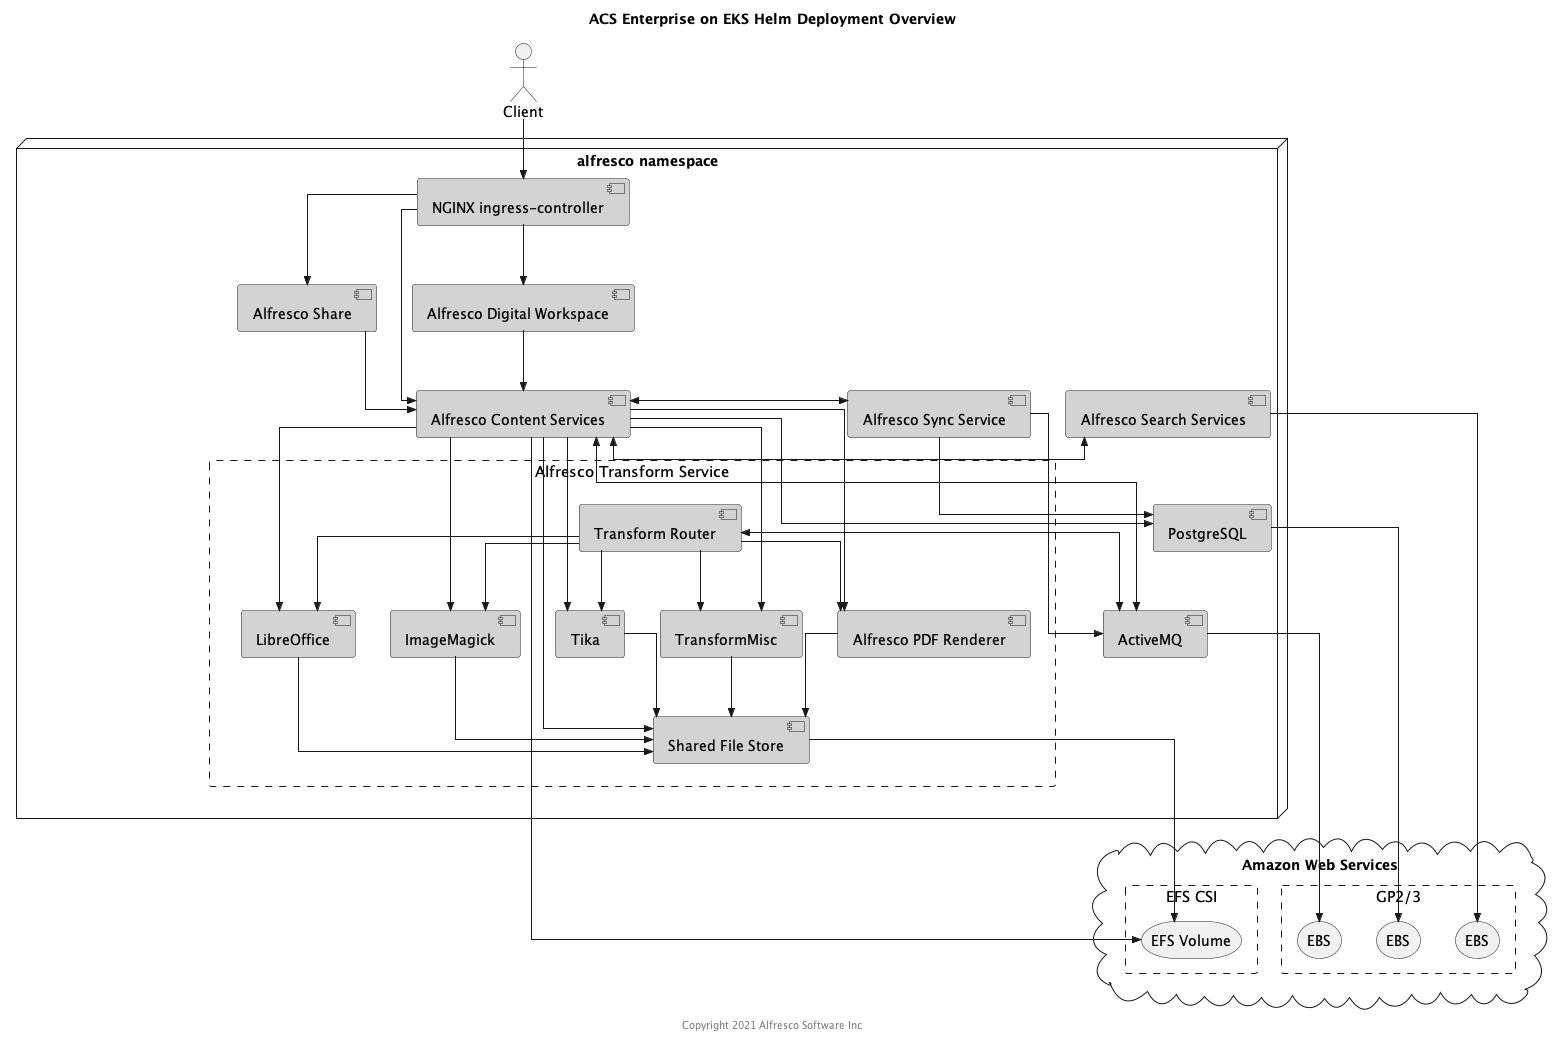 ACS Enterprise on EKS Helm Deployment Overview
Client
alfresco namespace
NGINX ingress-controller
Alfresco Share
Alfresco Digital Workspace
Alfresco Content Services
Alfresco Sync Service
Alfresco Search Services
Alfresco Transform Service
Transform Router
PostgreSQL
LibreOffice
ImageMagick
Tika
TransformMisc
Alfresco PDF Renderer
ActiveMQ
Shared File Store
Amazon Web Services
EFS CSI
GP2/3
EFS Volume
EBS
EBS
EBS
Copyright 2021 Alfresco Software Inc